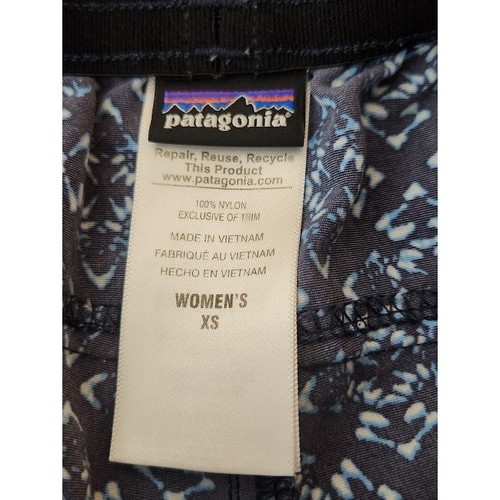 patagonia®
Repair, Reuse, Recycle
This Product
www.patagonia.com
100% NYLON
EXCLUSIVE OF TRIM
MADE IN VIETNAM
FABRIQUÉ AU VIETNAM
HECHO EN VIETNAM
WOMEN'S
XS